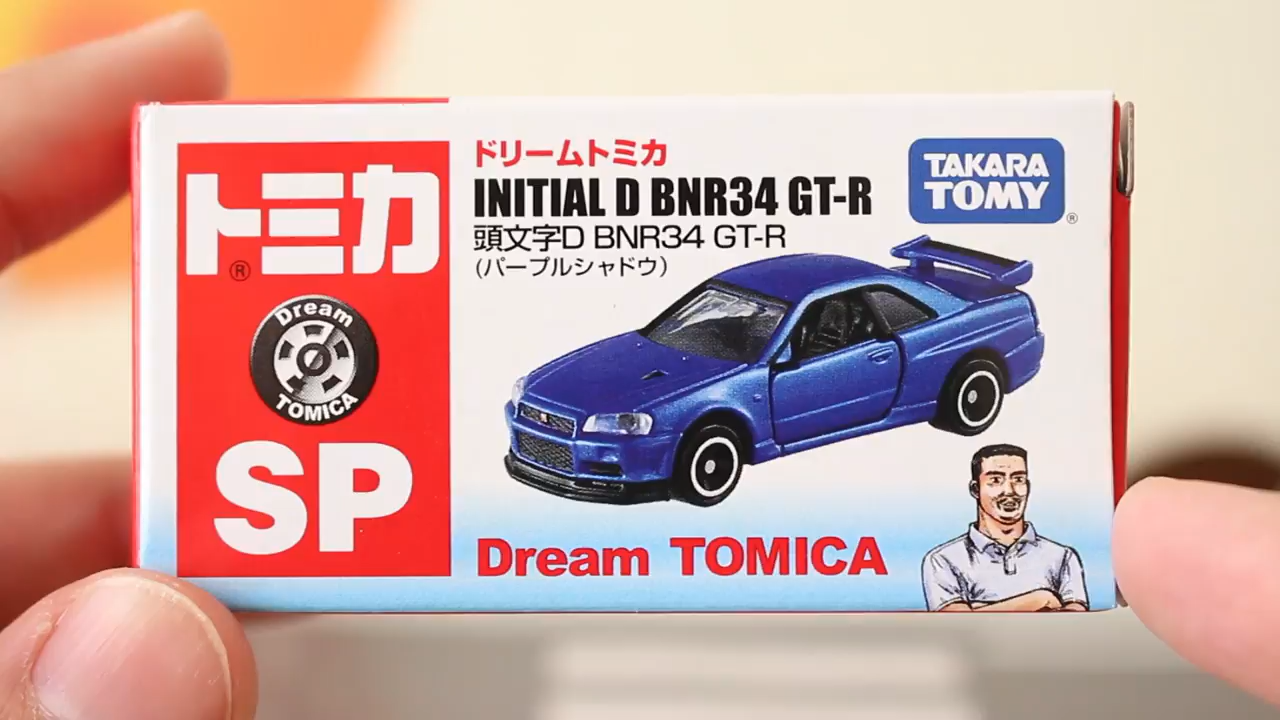 トミカ
®
Dream
TOMICA
SP
ドリームトミカ
INITIAL D BNR34 GT-R
頭文字D BNR34 GT-R
(パープルシャドウ)
TAKARA
TOMY
®
Dream TOMICA